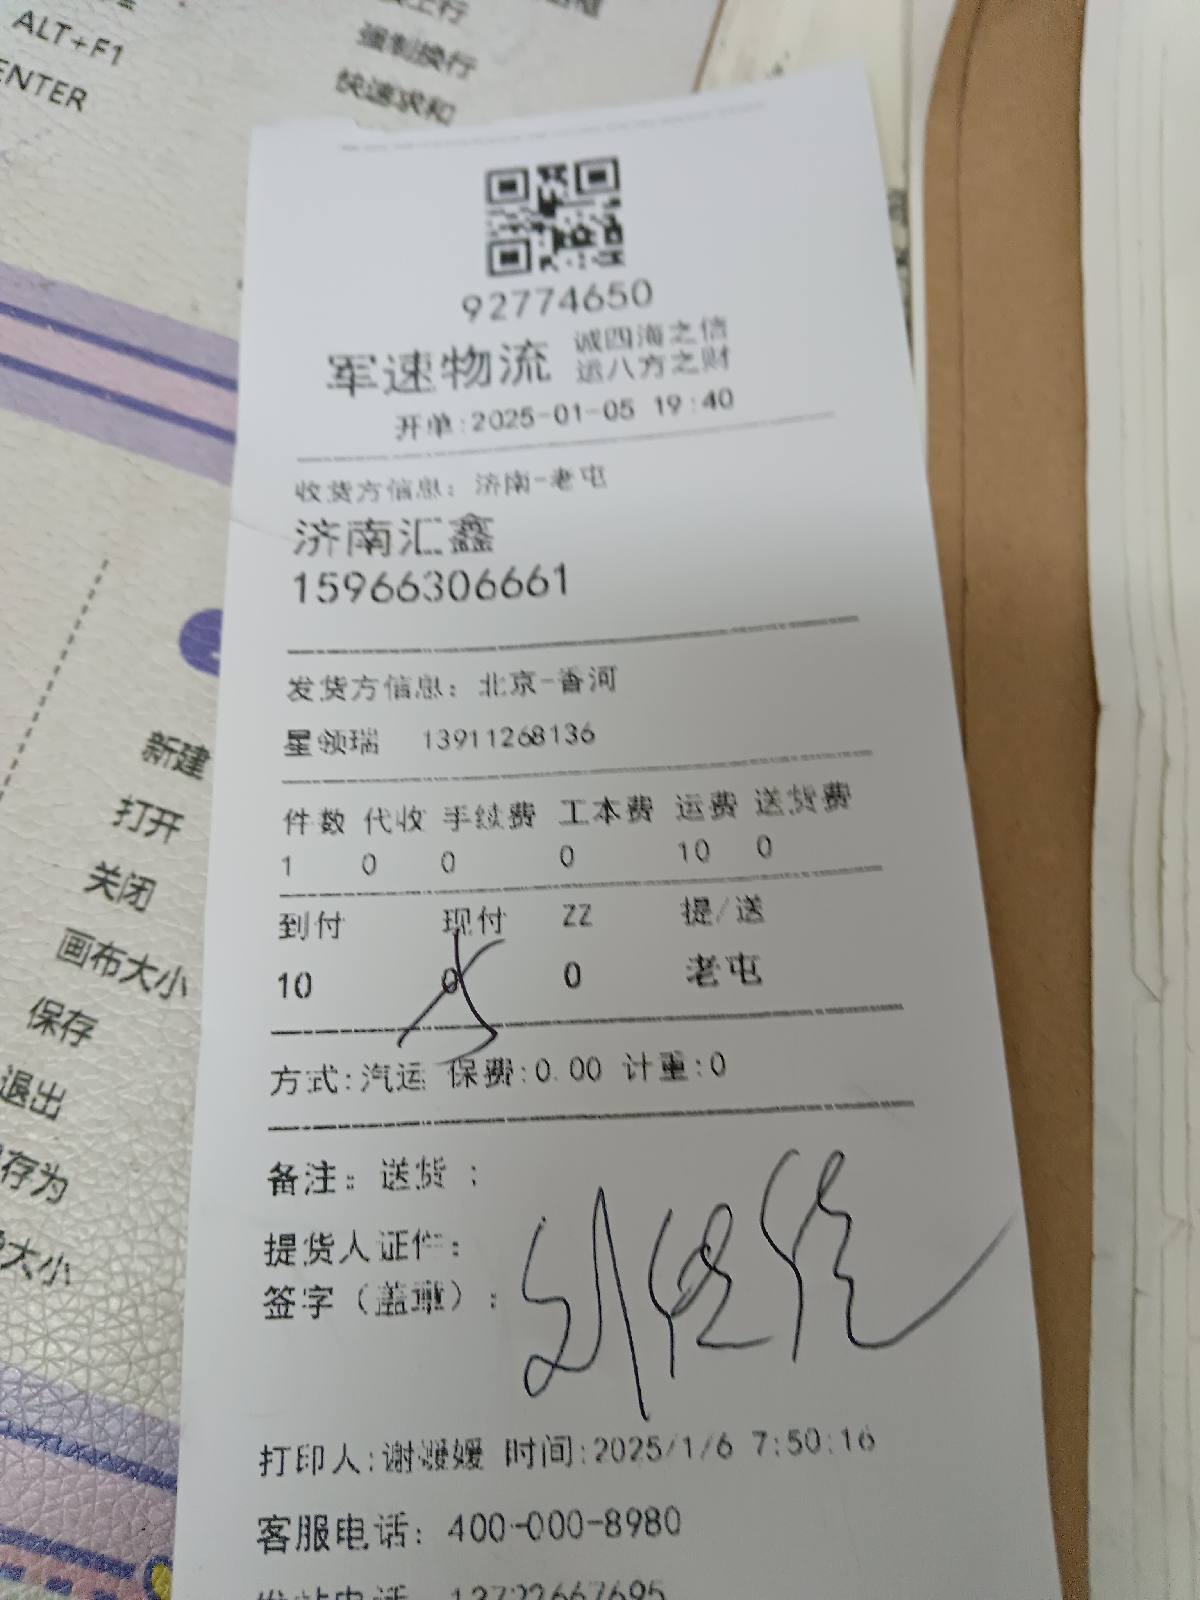 ALT+F1
ENTER
强制换行
快速求和
92774650
军速物流 诚四海之信
运八方之财
开单:2025-01-05 19:40
收货方信息: 济南-老屯
济南汇鑫
15966306661
发货方信息: 北京-香河
星领瑞 13911268136
件数 代收 手续费 工本费 运费 送货费
1 0 0 0 10 0
到付 现付 ZZ 提/送
10 0 0 老屯
方式:汽运 保费:0.00 计重:0
备注: 送货 ;
提货人证件:
签字（盖章）:
打印人:谢媛媛 时间:2025/1/6 7:50:16
客服电话: 400-000-8980
新建
打开
关闭
画布大小
保存
退出
存为
大小